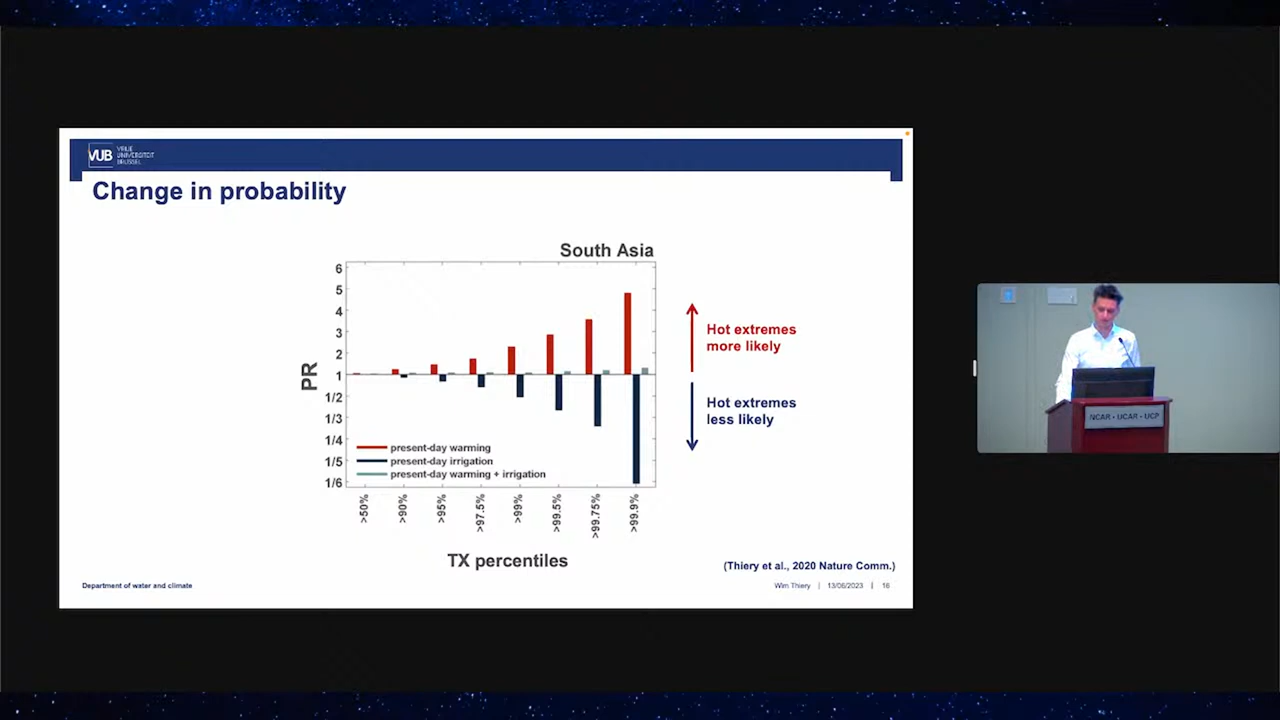 VUB
VRIJE
UNIVERSITEIT
BRUSSEL
Change in probability
South Asia
6
5
4
3
2
1
1/2
1/3
1/4
1/5
1/6
PR
present-day warming
present-day irrigation
present-day warming + irrigation
>50%
>90%
>95%
>97.5%
>99%
>99.5%
>99.75%
>99.9%
TX percentiles
Hot extremes
more likely
Hot extremes
less likely
(Thiery et al., 2020 Nature Comm.)
Department of water and climate
Wim Thiery | 13/06/2023 | 16
NCAR • UCAR • UCP